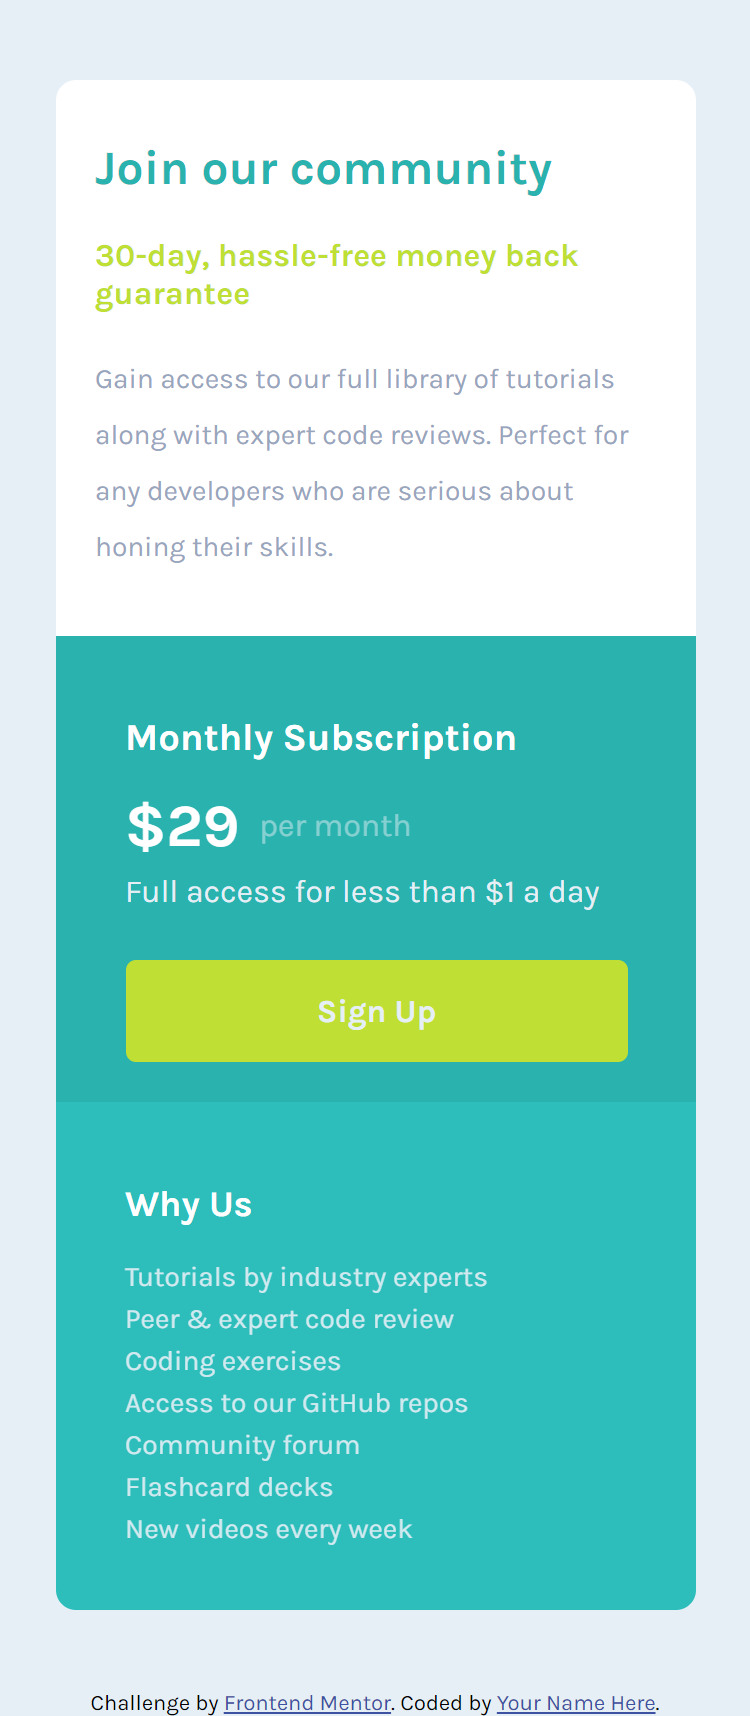 Join our community
30-day, hassle-free money back
guarantee
Gain access to our full library of tutorials
along with expert code reviews. Perfect for
any developers who are serious about
honing their skills.
Monthly Subscription
$29 per month
Full access for less than $1 a day
Sign Up
Why Us
Tutorials by industry experts
Peer & expert code review
Coding exercises
Access to our GitHub repos
Community forum
Flashcard decks
New videos every week
Challenge by Frontend Mentor. Coded by Your Name Here.